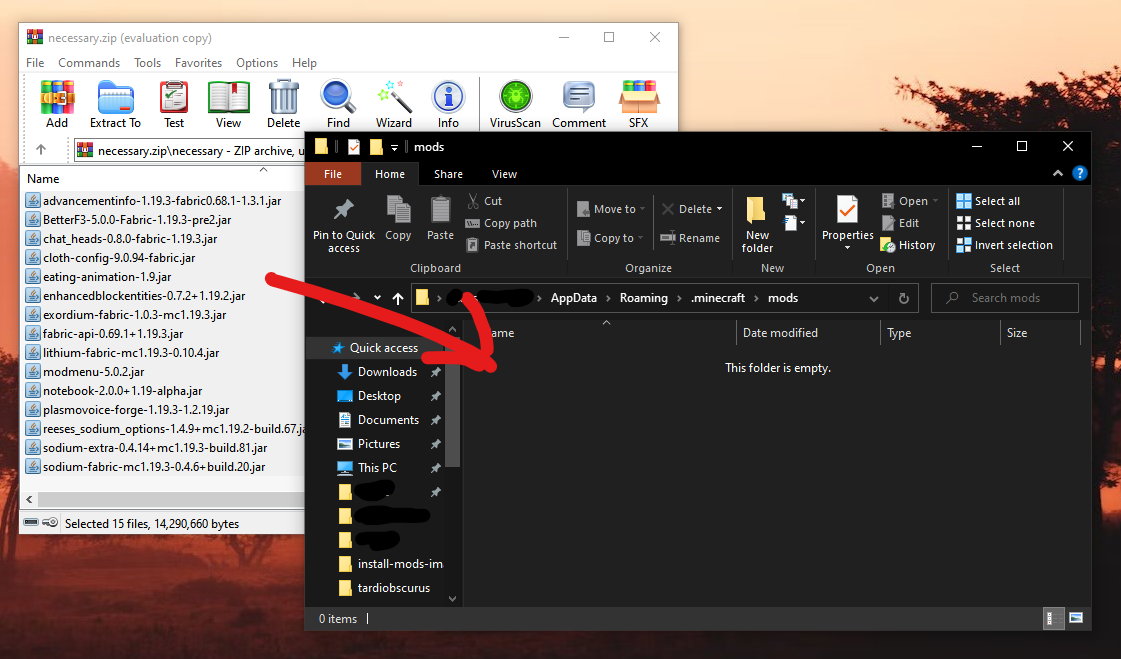 necessary.zip (evaluation copy)
File Commands Tools Favorites Options Help
Add Extract To Test View Delete Find Wizard Info VirusScan Comment SFX
necessary.zip\necessary - ZIP archive, u
Name
advancementinfo-1.19.3-fabric0.68.1-1.3.1.jar
BetterF3-5.0.0-Fabric-1.19.3-pre2.jar
chat_heads-0.8.0-fabric-1.19.3.jar
cloth-config-9.0.94-fabric.jar
eating-animation-1.9.jar
enhancedblockentities-0.7.2+1.19.2.jar
exordium-fabric-1.0.3-mc1.19.3.jar
fabric-api-0.69.1+1.19.3.jar
lithium-fabric-mc1.19.3-0.10.4.jar
modmenu-5.0.2.jar
notebook-2.0.0+1.19-alpha.jar
plasmovoice-forge-1.19.3-1.2.19.jar
reeses_sodium_options-1.4.9+mc1.19.2-build.67.ja
sodium-extra-0.4.14+mc1.19.3-build.81.jar
sodium-fabric-mc1.19.3-0.4.6+build.20.jar
Selected 15 files, 14,290,660 bytes
mods
File Home Share View
Pin to Quick access
Copy
Paste
Cut
Copy path
Paste shortcut
Clipboard
Move to
Copy to
Delete
Rename
Organize
New folder
New
Properties
Open
Edit
History
Open
Select all
Select none
Invert selection
Select
AppData Roaming .minecraft mods
Search mods
ame Date modified Type Size
This folder is empty.
Quick access
Downloads
Desktop
Documents
Pictures
This PC
install-mods-im
tardiobscurus
0 items